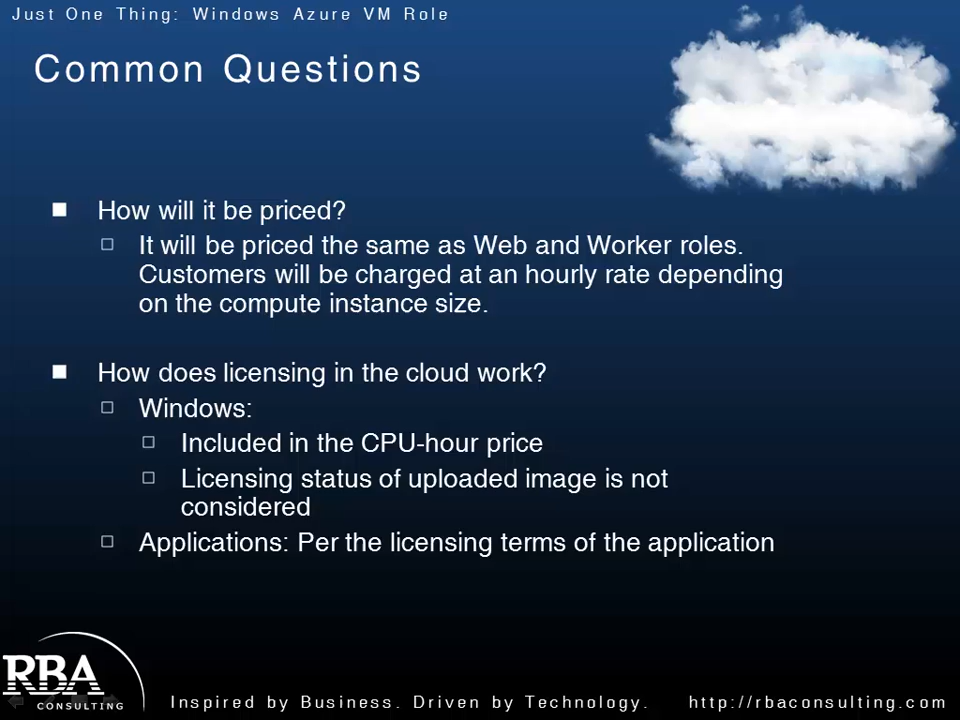 Just One Thing: Windows Azure VM Role
Common Questions
How will it be priced?
It will be priced the same as Web and Worker roles.
Customers will be charged at an hourly rate depending
on the compute instance size.
How does licensing in the cloud work?
Windows:
Included in the CPU-hour price
Licensing status of uploaded image is not
considered
Applications: Per the licensing terms of the application
RBA
CONSULTING
Inspired by Business. Driven by Technology. http://rbaconsulting.com